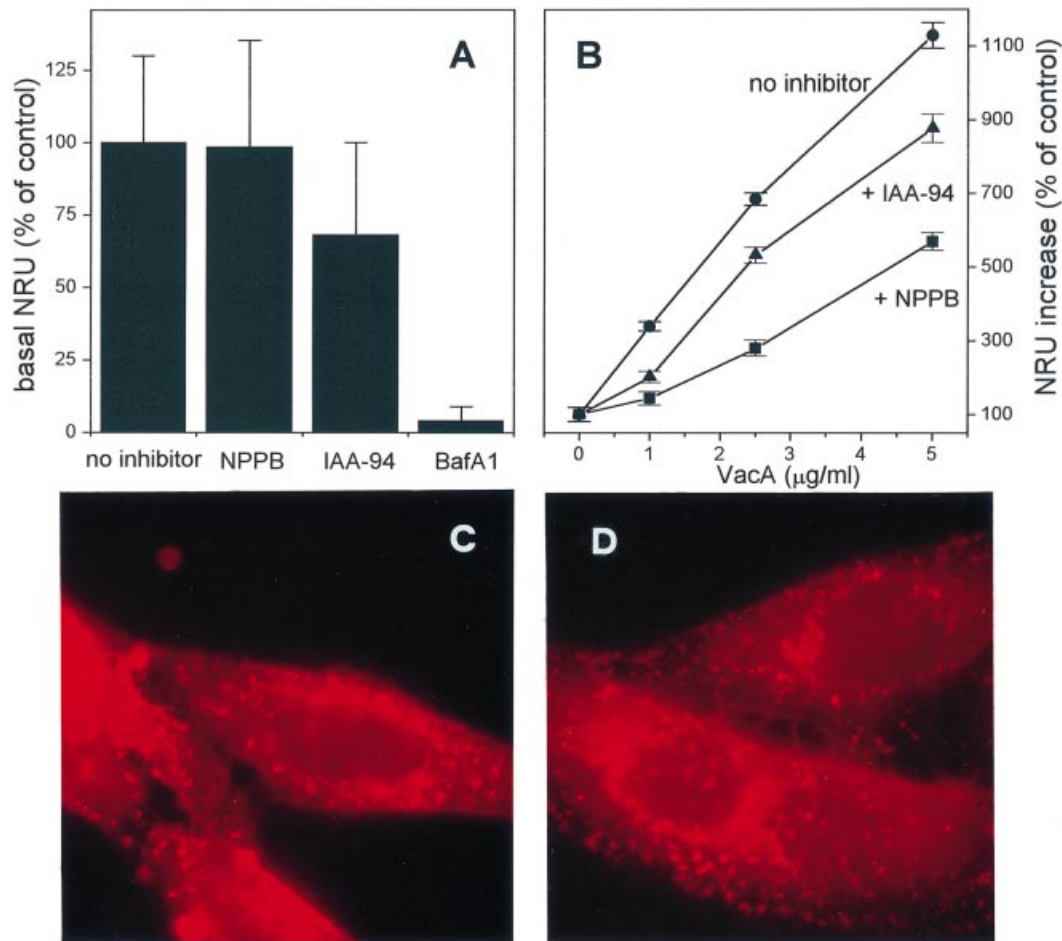 A
basal NRU (% of control)
125
100
75
50
25
0
no inhibitor NPPB IAA-94 BafA1
B
no inhibitor
+ IAA-94
+ NPPB
1100
900
700
500
300
100
NRU increase (% of control)
0 1 2 3 4 5
VacA (μg/ml)
C
D